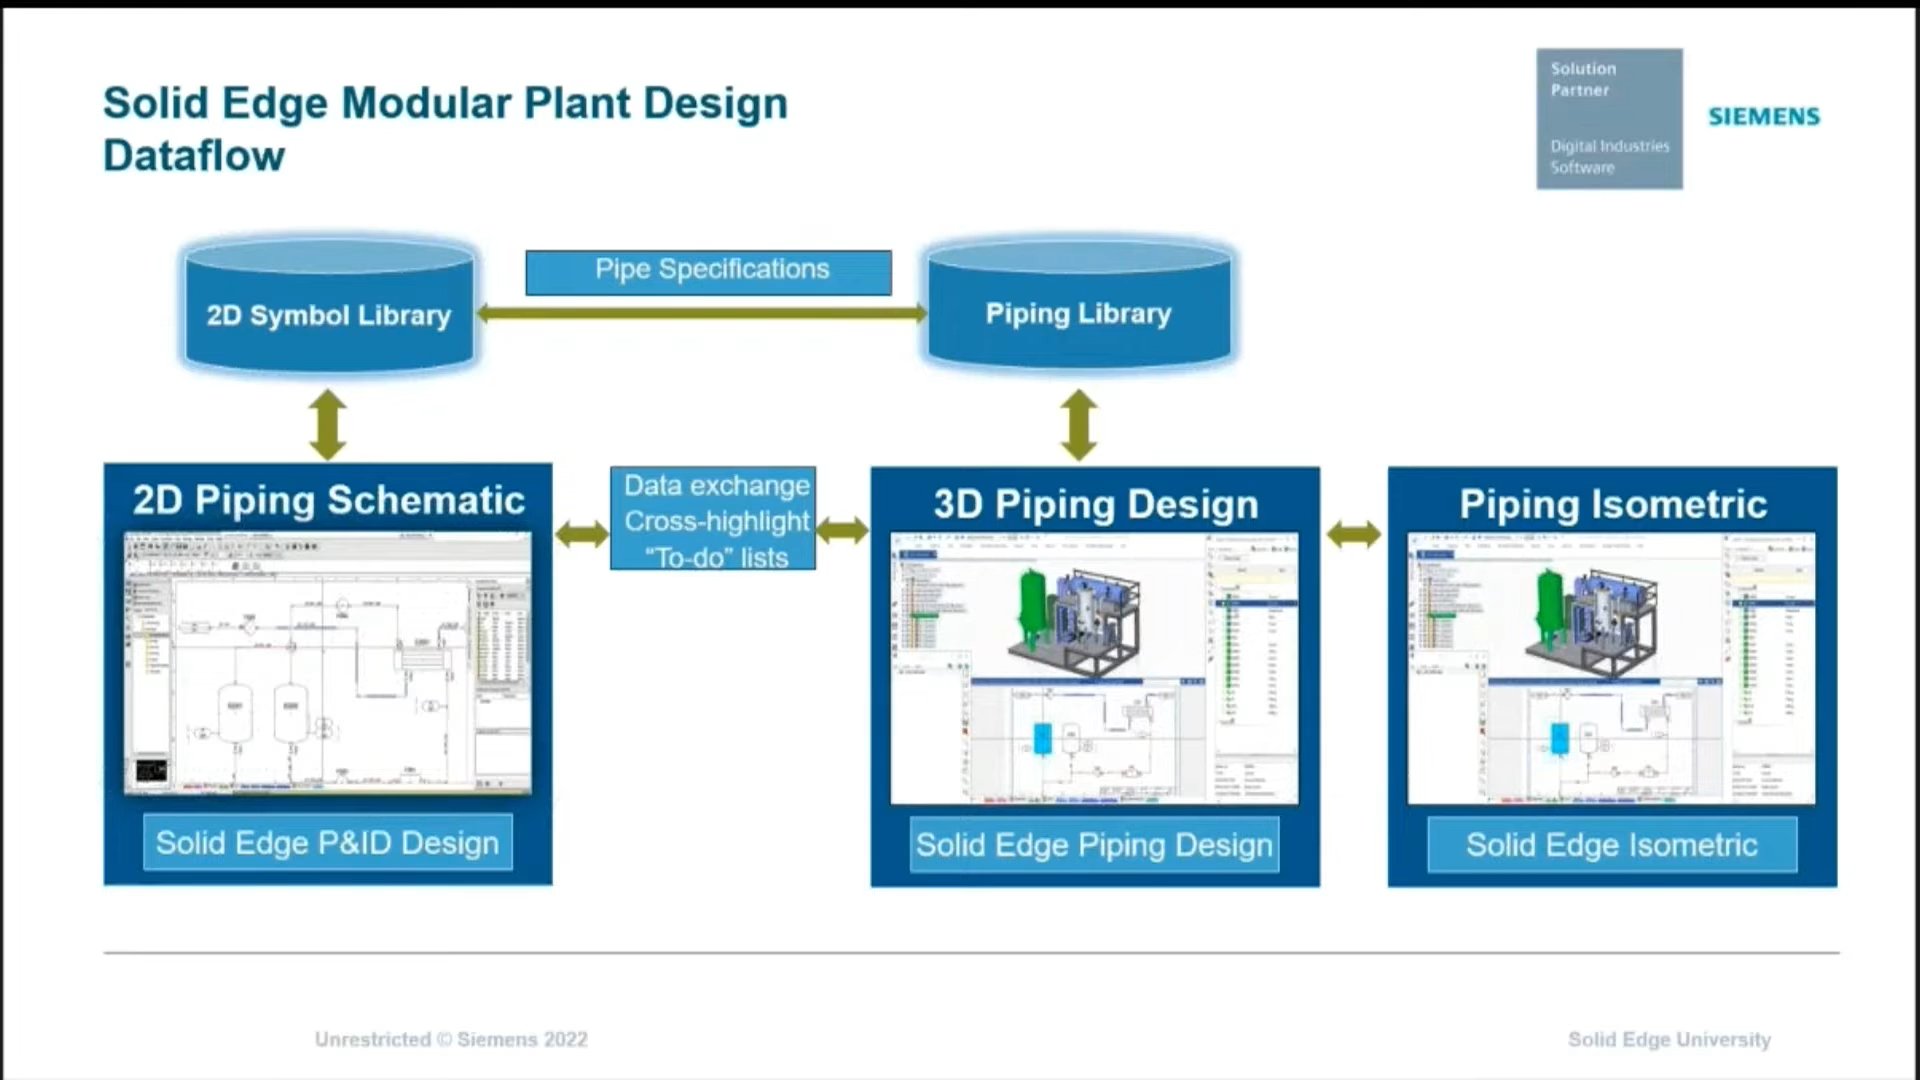 Solid Edge Modular Plant Design
Dataflow
Solution
Partner
Digital Industries
Software
SIEMENS
2D Symbol Library
Pipe Specifications
Piping Library
2D Piping Schematic
Data exchange
Cross-highlight
“To-do” lists
3D Piping Design
Piping Isometric
Solid Edge P&ID Design
Solid Edge Piping Design
Solid Edge Isometric
Unrestricted © Siemens 2022
Solid Edge University